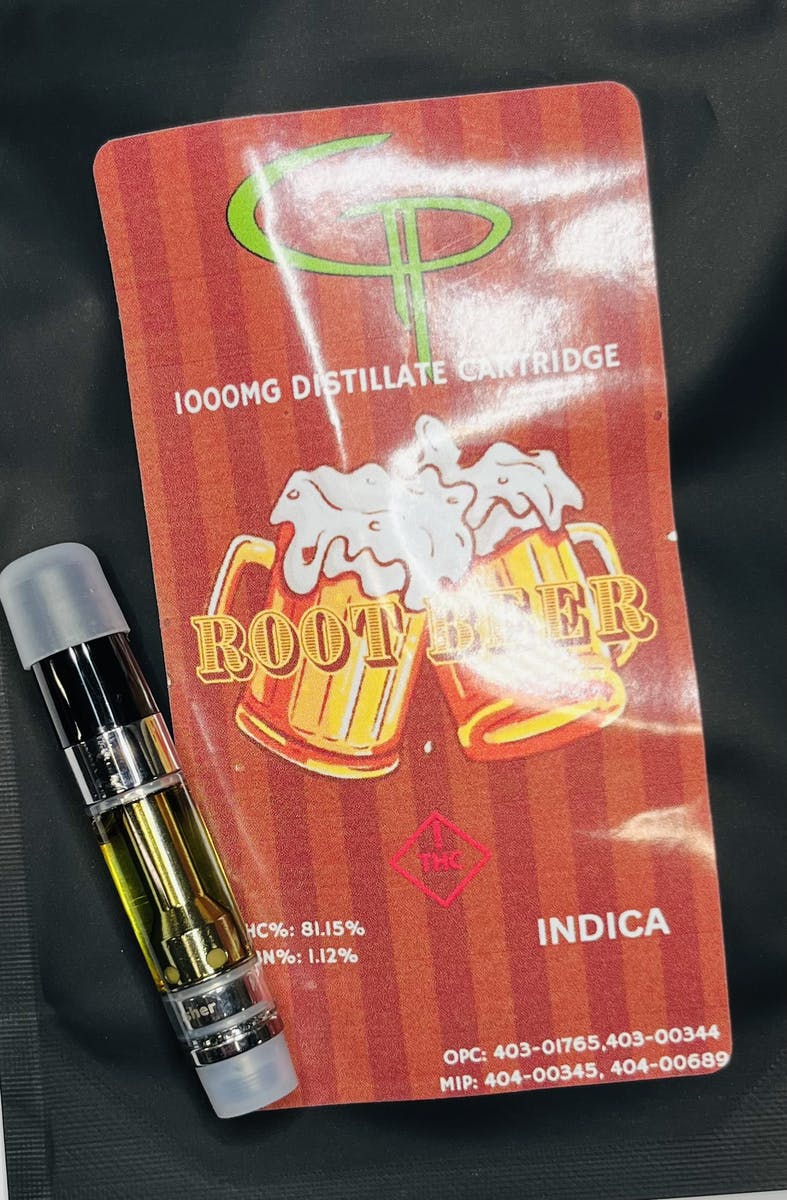 GP
1000MG DISTILLATE CARTRIDGE
ROOT BEER
!
THC
HC%: 81.15%
BN%: 1.12%
INDICA
OPC: 403-01765,403-00344
MIP: 404-00345, 404-00689